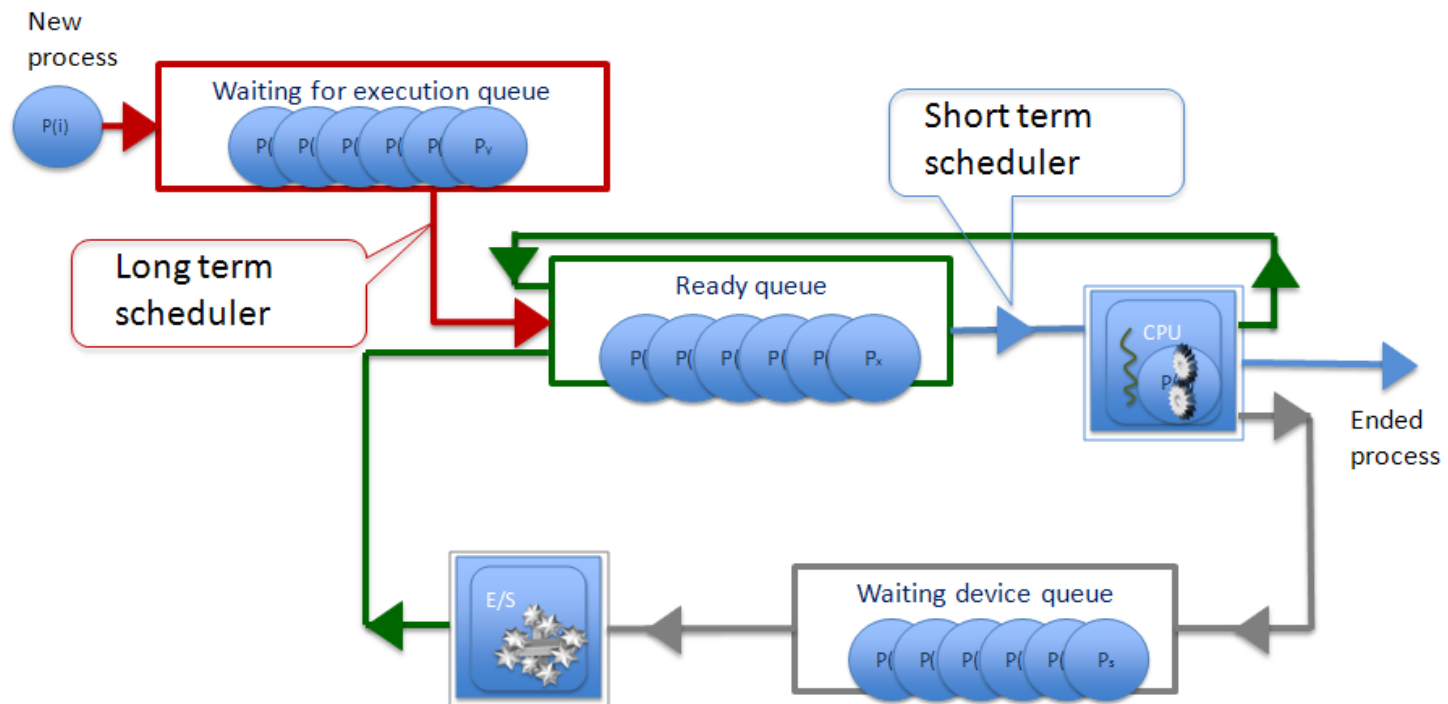 New
process
P(i)
Waiting for execution queue
P( P( P( P( P( Pᵧ
Short term
scheduler
Long term
scheduler
Ready queue
P( P( P( P( P( Pₓ
CPU
Ended
process
E/S
Waiting device queue
P( P( P( P( P( Pₛ